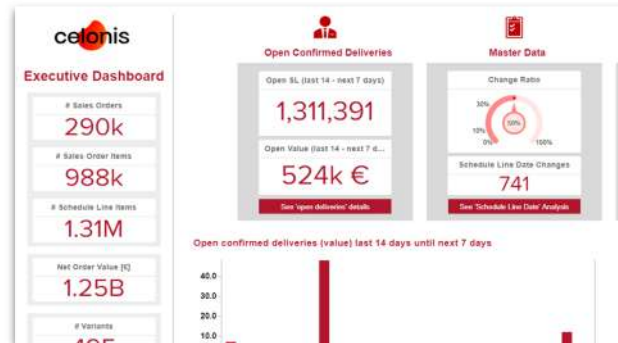 celonis
Executive Dashboard
# Sales Orders
290k
# Sales Order Items
988k
# Schedule Line Items
1.31M
Net Order Value [€]
1.25B
# Variants
Open Confirmed Deliveries
Open SL (last 14 - next 7 days)
1,311,391
Open Value (last 14 - next 7 d...
524k €
See 'open deliveries' details
Master Data
Change Ratio
30%
10%
0%
100%
Schedule Line Date Changes
741
See 'Schedule Line Date' Analysis
Open confirmed deliveries (value) last 14 days until next 7 days
40.0
30.0
20.0
10.0